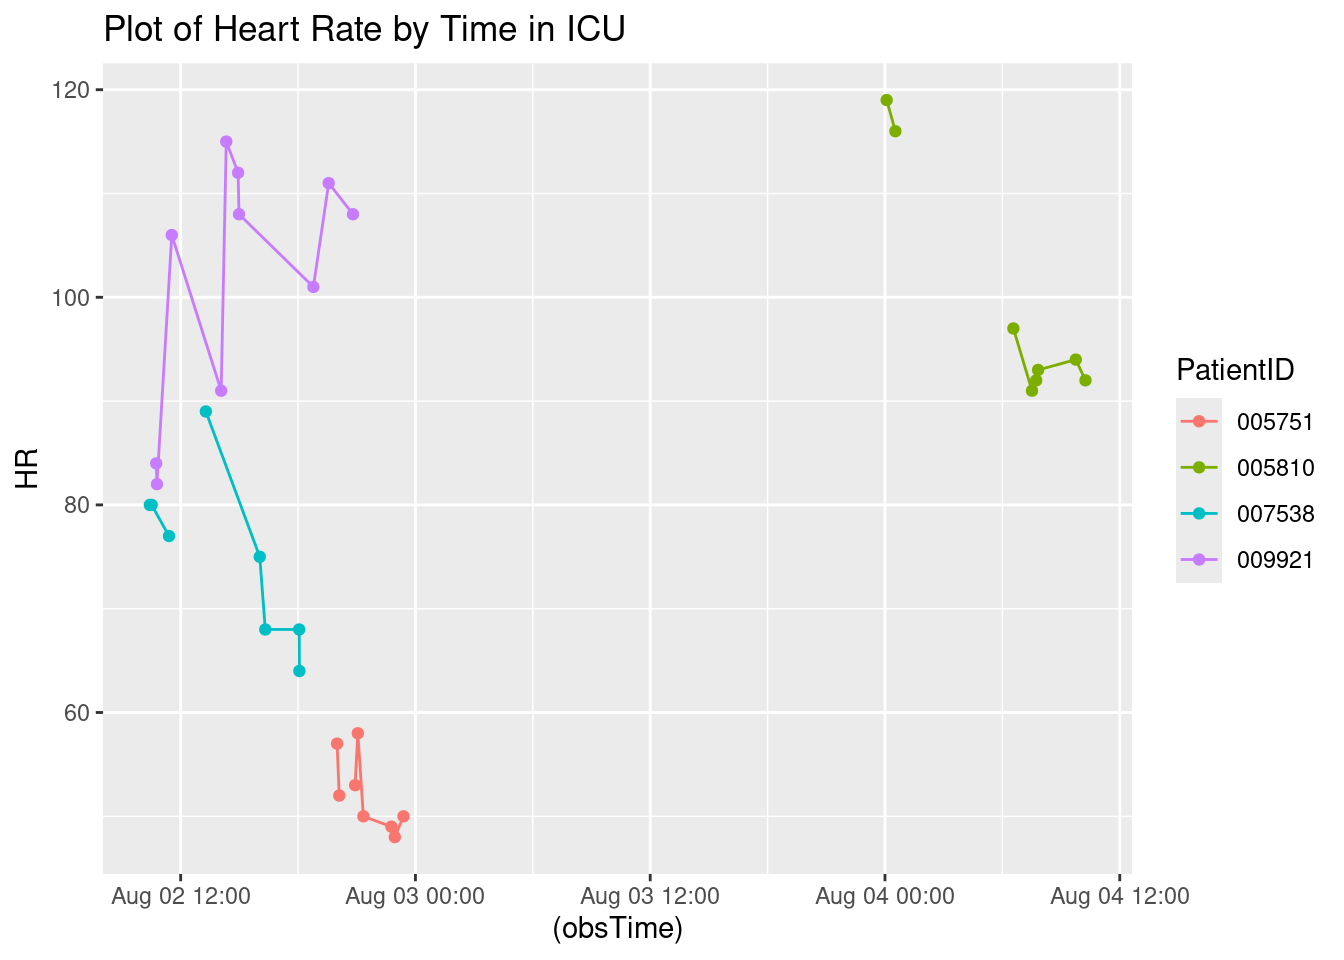 Plot of Heart Rate by Time in ICU
120
100
80
60
HR
Aug 02 12:00
Aug 03 00:00
Aug 03 12:00
Aug 04 00:00
Aug 04 12:00
(obsTime)
PatientID
005751
005810
007538
009921